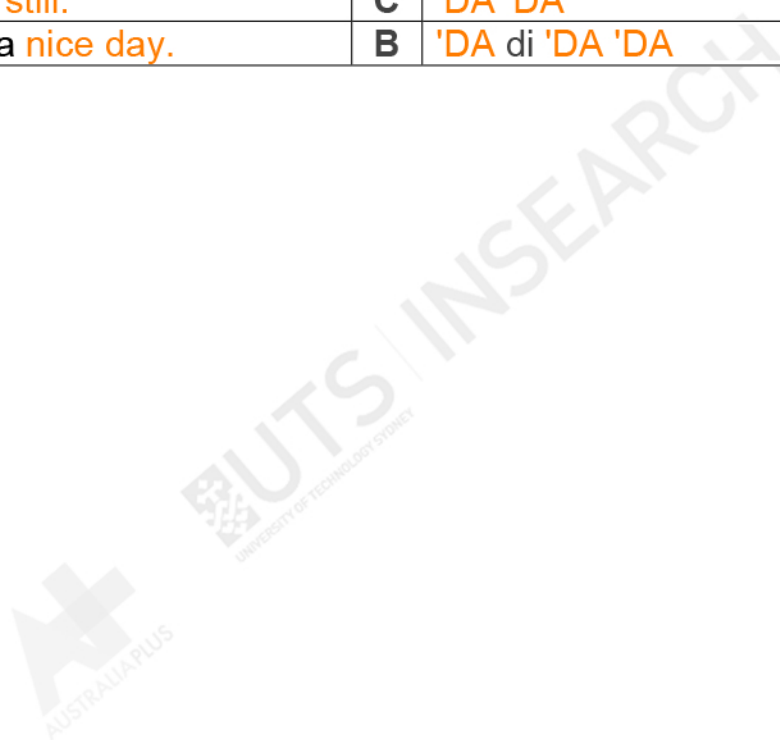 still. C 'DA 'DA
a nice day. B 'DA di 'DA 'DA
UTS INSEARCH
UNIVERSITY OF TECHNOLOGY SYDNEY
A+
AUSTRALIA PLUS